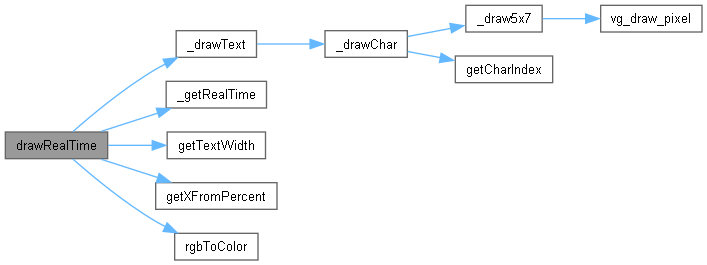 drawRealTime
_drawText
_getRealTime
getTextWidth
getXFromPercent
rgbToColor
_drawChar
_draw5x7
getCharIndex
vg_draw_pixel